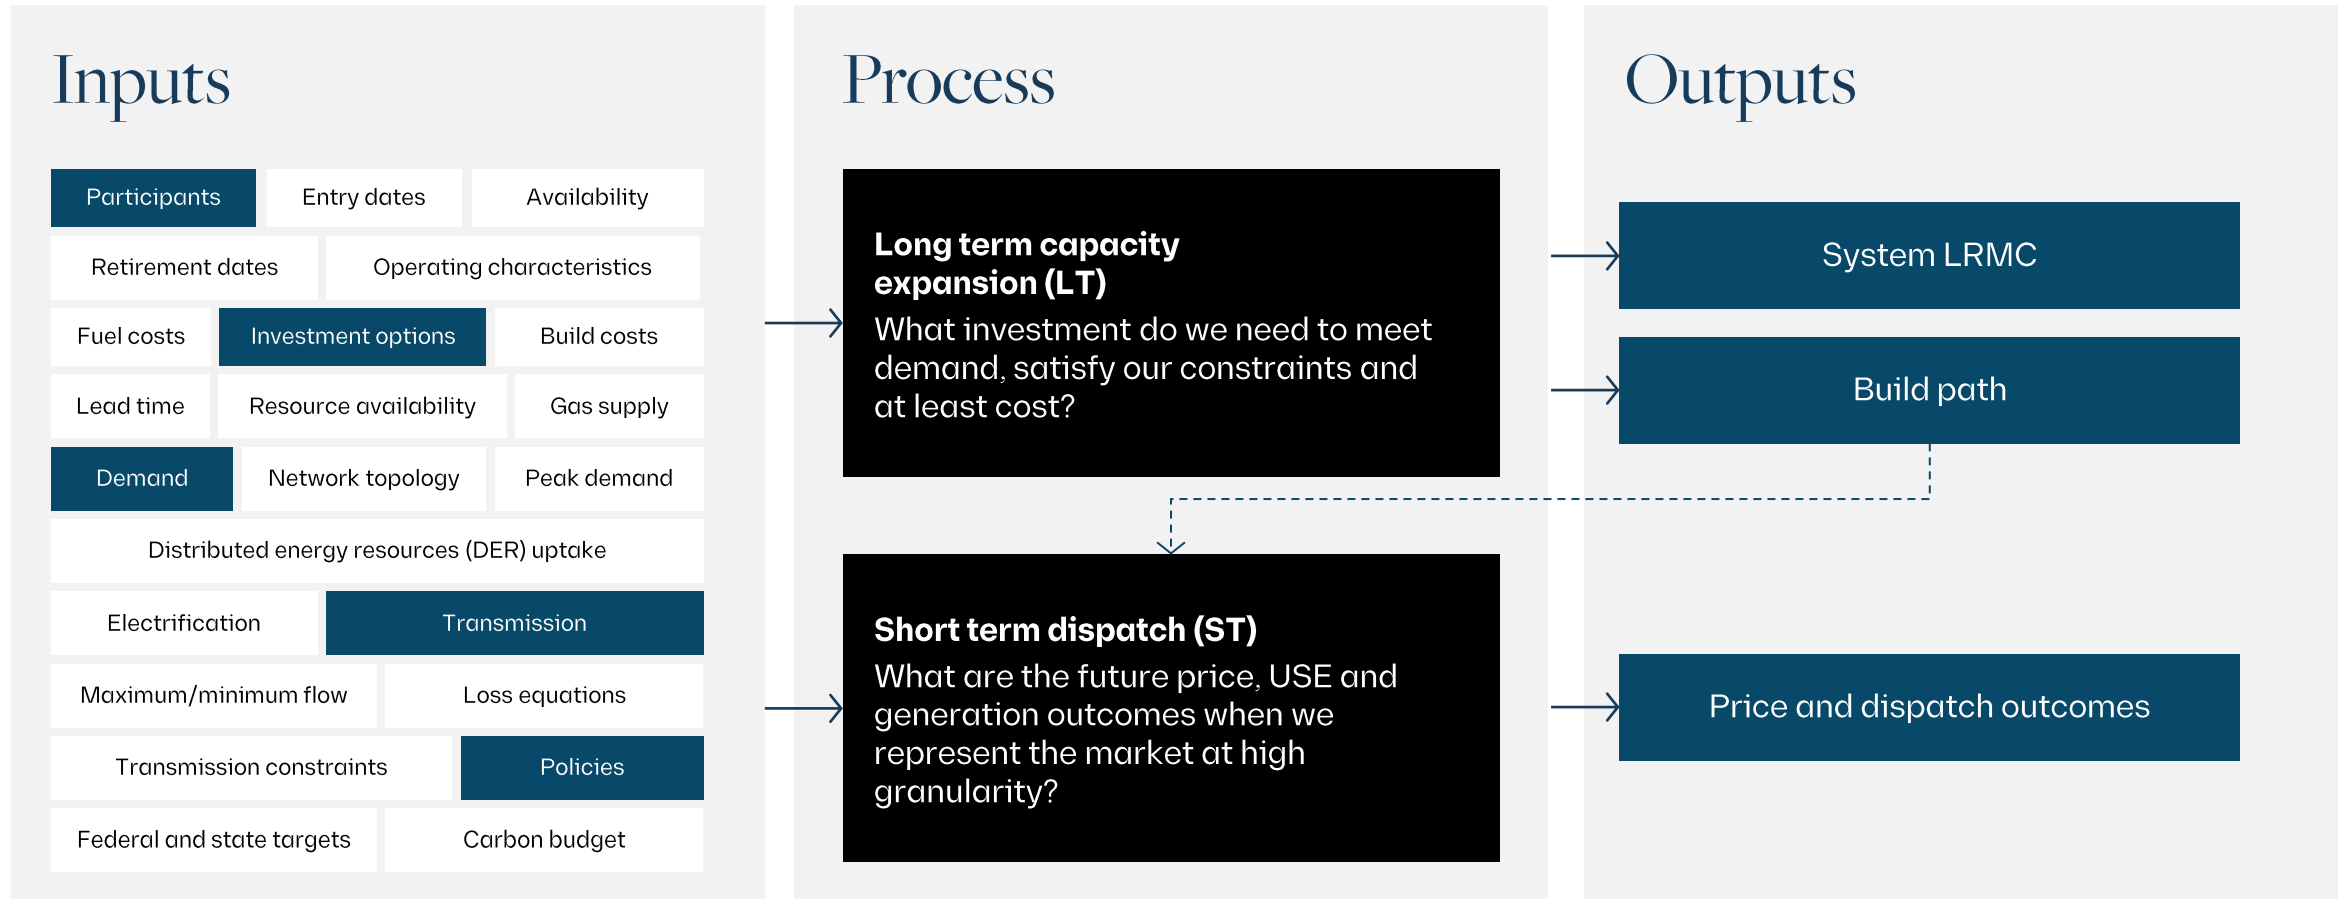 Inputs
Participants
Entry dates
Availability
Retirement dates
Operating characteristics
Fuel costs
Investment options
Build costs
Lead time
Resource availability
Gas supply
Demand
Network topology
Peak demand
Distributed energy resources (DER) uptake
Electrification
Transmission
Maximum/minimum flow
Loss equations
Transmission constraints
Policies
Federal and state targets
Carbon budget
Process
Long term capacity
expansion (LT)
What investment do we need to meet
demand, satisfy our constraints and
at least cost?
Short term dispatch (ST)
What are the future price, USE and
generation outcomes when we
represent the market at high
granularity?
Outputs
System LRMC
Build path
Price and dispatch outcomes